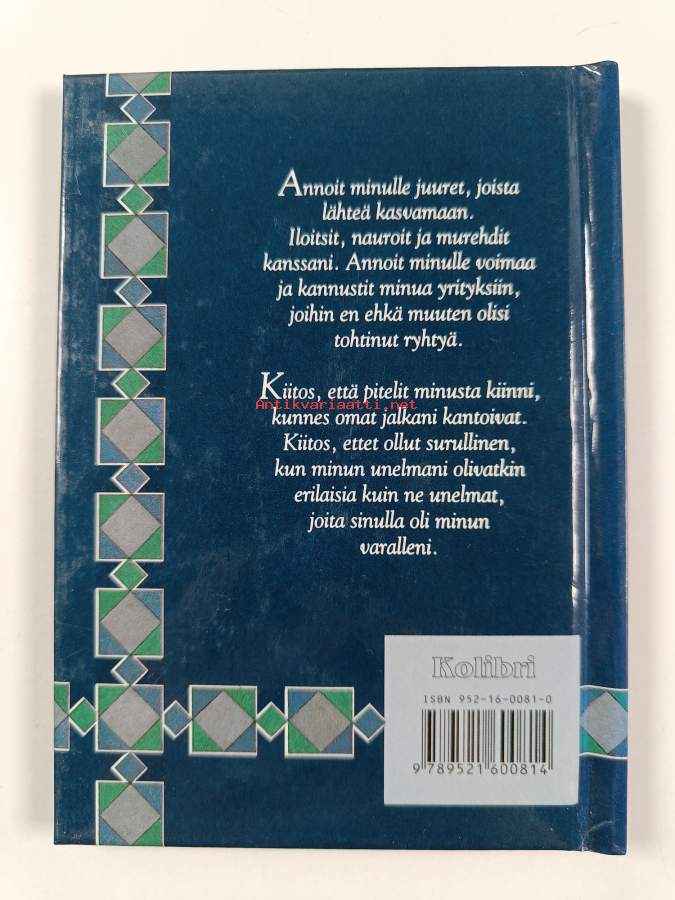 Annoit minulle juuret, joista
lähteä kasvamaan.
Iloitsit, nauroit ja murehdit
kanssani. Annoit minulle voimaa
ja kannustit minua yrityksiin,
joihin en ehkä muuten olisi
tohtinut ryhtyä.
Kiitos, että pitelit minusta kiinni,
Antikvariaatti.net
kunnes omat jalkani kantoivat.
Kiitos, ettet ollut surullinen,
kun minun unelmani olivatkin
erilaisia kuin ne unelmat,
joita sinulla oli minun
varalleni.
Kolibri
ISBN 952-16-0081-0
9 789521 600814